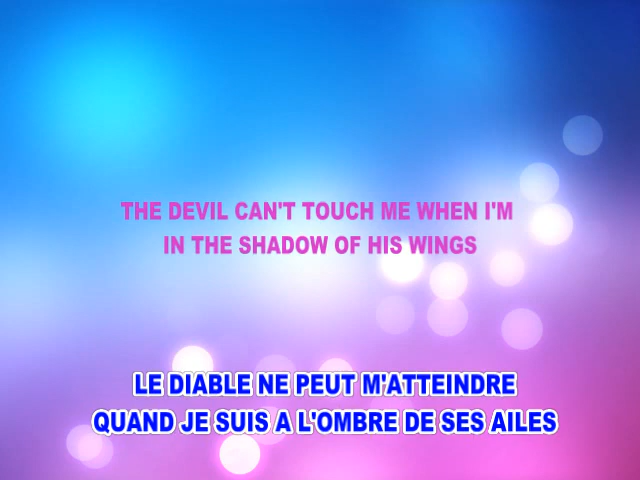 THE DEVIL CAN'T TOUCH ME WHEN I'M
IN THE SHADOW OF HIS WINGS
LE DIABLE NE PEUT M'ATTEINDRE
QUAND JE SUIS A L'OMBRE DE SES AILES